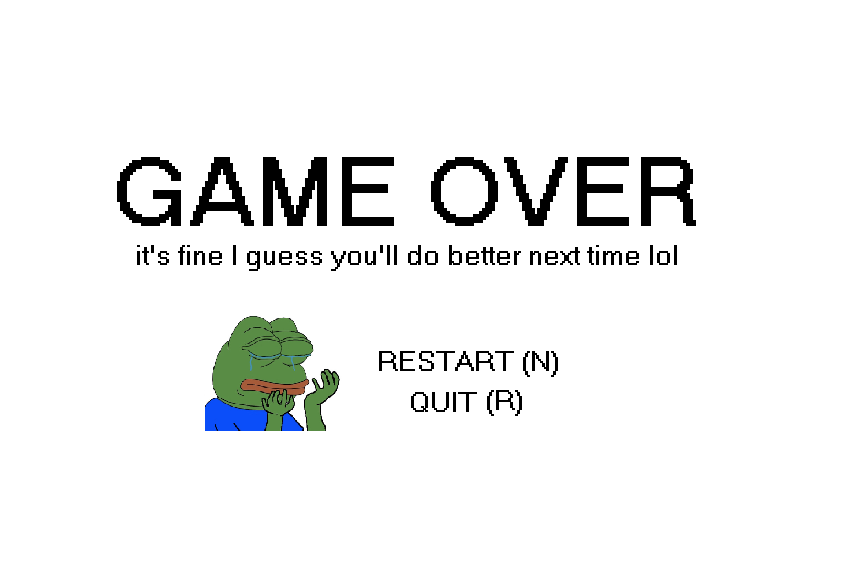 GAME OVER
it's fine I guess you'll do better next time lol
RESTART (N)
QUIT (R)